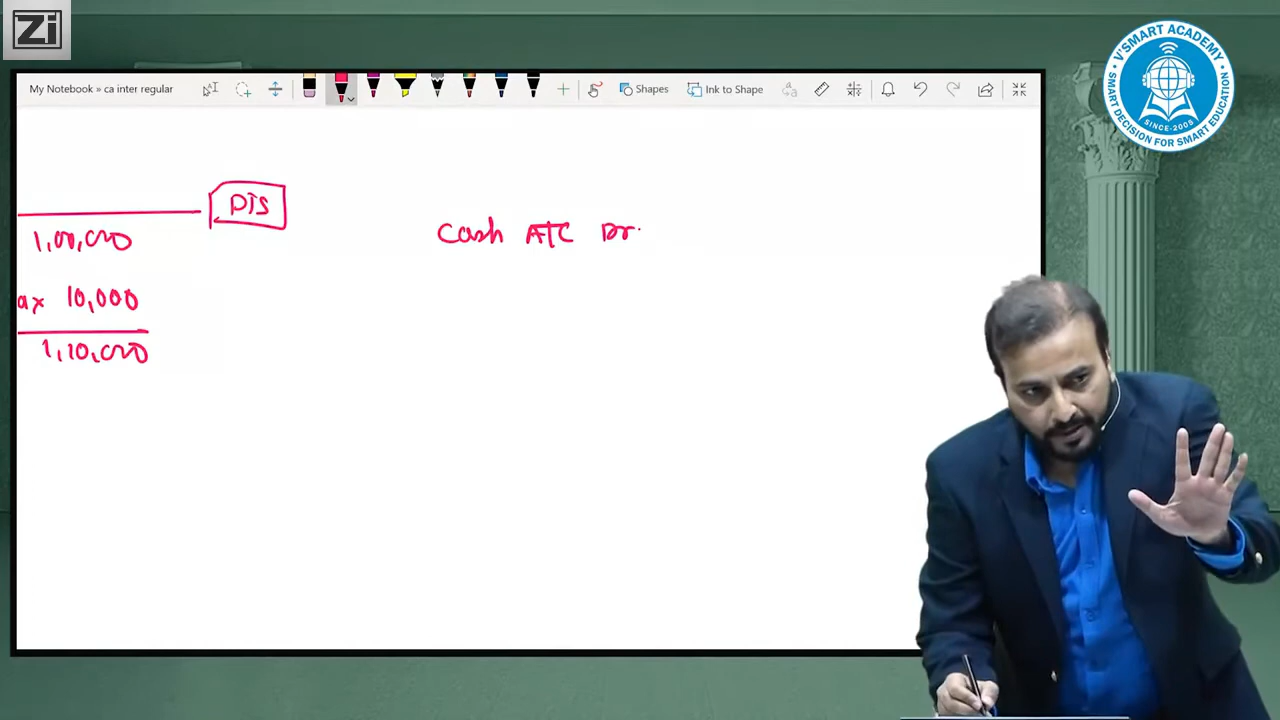 Zi
V'SMART ACADEMY
SINCE-2005
SMART DECISION FOR SMART EDUCATION
My Notebook » ca inter regular
Shapes
Ink to Shape
DTS
1,00,000
ax 10,000
1,10,000
Cash A/C Dr.